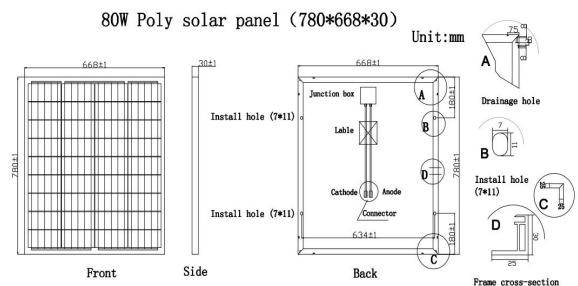 80W Poly solar panel (780*668*30)
Unit:mm
668±1
30±1
668±1
780±1
Junction box
Install hole (7*11)
Lable
Cathode
Anode
Connector
Install hole (7*11)
634±1
180±1
780±1
180±1
A
B
D
C
Front
Side
Back
75
A
Drainage hole
7
11
B
Install hole
(7*11)
25
C
D
30
25
Frame cross-section